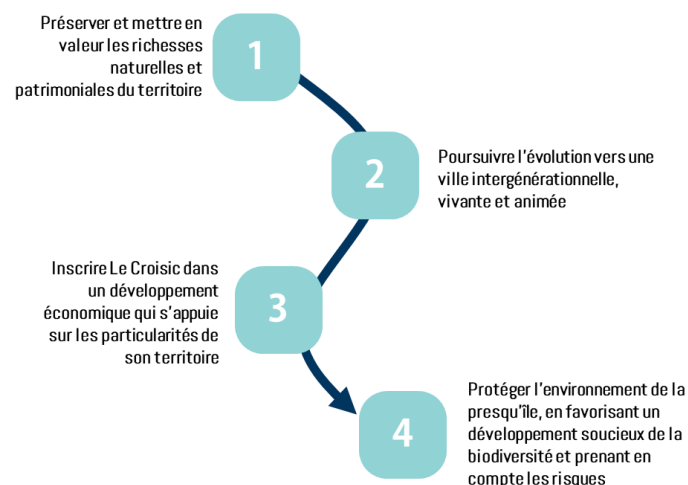 Préserver et mettre en
valeur les richesses
naturelles et
patrimoniales du territoire
1
2
Poursuivre l'évolution vers une
ville intergénérationnelle,
vivante et animée
Inscrire Le Croisic dans
un développement
économique qui s'appuie
sur les particularités de
son territoire
3
4
Protéger l'environnement de la
presqu'île, en favorisant un
développement soucieux de la
biodiversité et prenant en
compte les risques